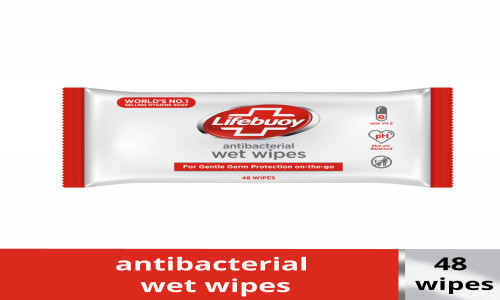 WORLD'S NO.1
SELLING HYGIENE SOAP
Lifebuoy
antibacterial
wet wipes
For Gentle Germ Protection on-the-go
48 WIPES
with Vit E
pH
Skin pH
Balanced
antibacterial
wet wipes
48
wipes